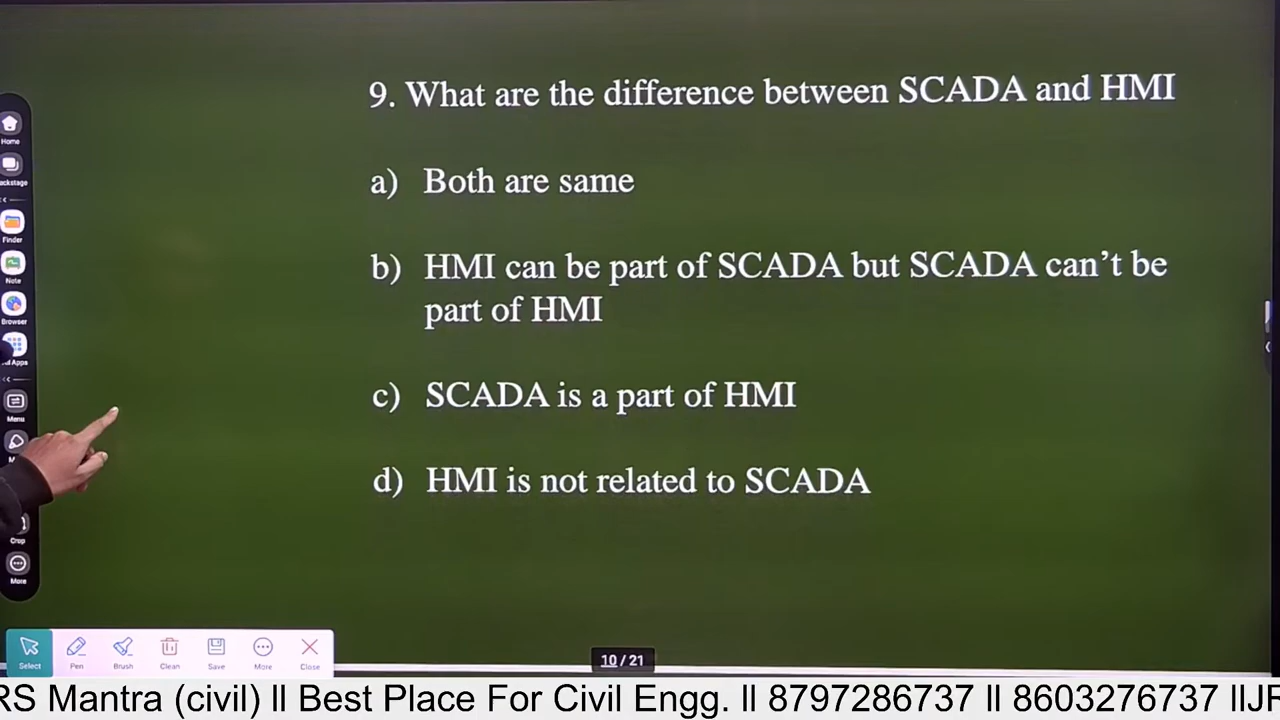 9. What are the difference between SCADA and HMI
a) Both are same
b) HMI can be part of SCADA but SCADA can't be
part of HMI
c) SCADA is a part of HMI
d) HMI is not related to SCADA
Home
ackstage
Finder
Note
Browser
Apps
Menu
Crop
More
Select
Pen
Brush
Clean
Save
More
Close
10 / 21
RS Mantra (civil) ll Best Place For Civil Engg. ll 8797286737 ll 8603276737 llJF